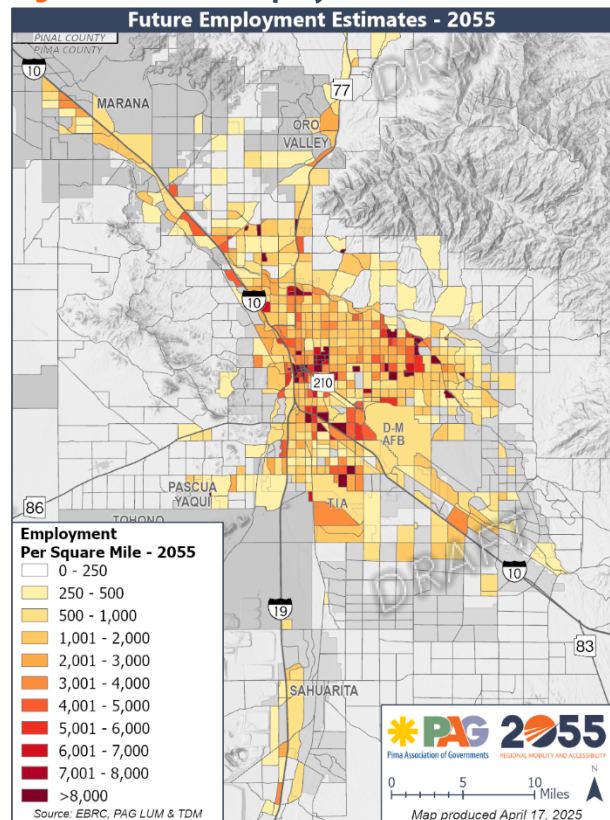 Future Employment Estimates - 2055
PINAL COUNTY
PIMA COUNTY
10
MARANA
77
DRAFT
ORO
VALLEY
10
210
D-M
AFB
PASCUA
YAQUI
TIA
86
TOHONO
DRAFT
10
19
83
SAHUARITA
Employment
Per Square Mile - 2055
0 - 250
250 - 500
500 - 1,000
1,001 - 2,000
2,001 - 3,000
3,001 - 4,000
4,001 - 5,000
5,001 - 6,000
6,001 - 7,000
7,001 - 8,000
>8,000
Source: EBRC, PAG LUM & TDM
PAG
Pima Association of Governments
2055
REGIONAL MOBILITY AND ACCESSIBILITY
N
0 5 10
Miles
Map produced April 17, 2025